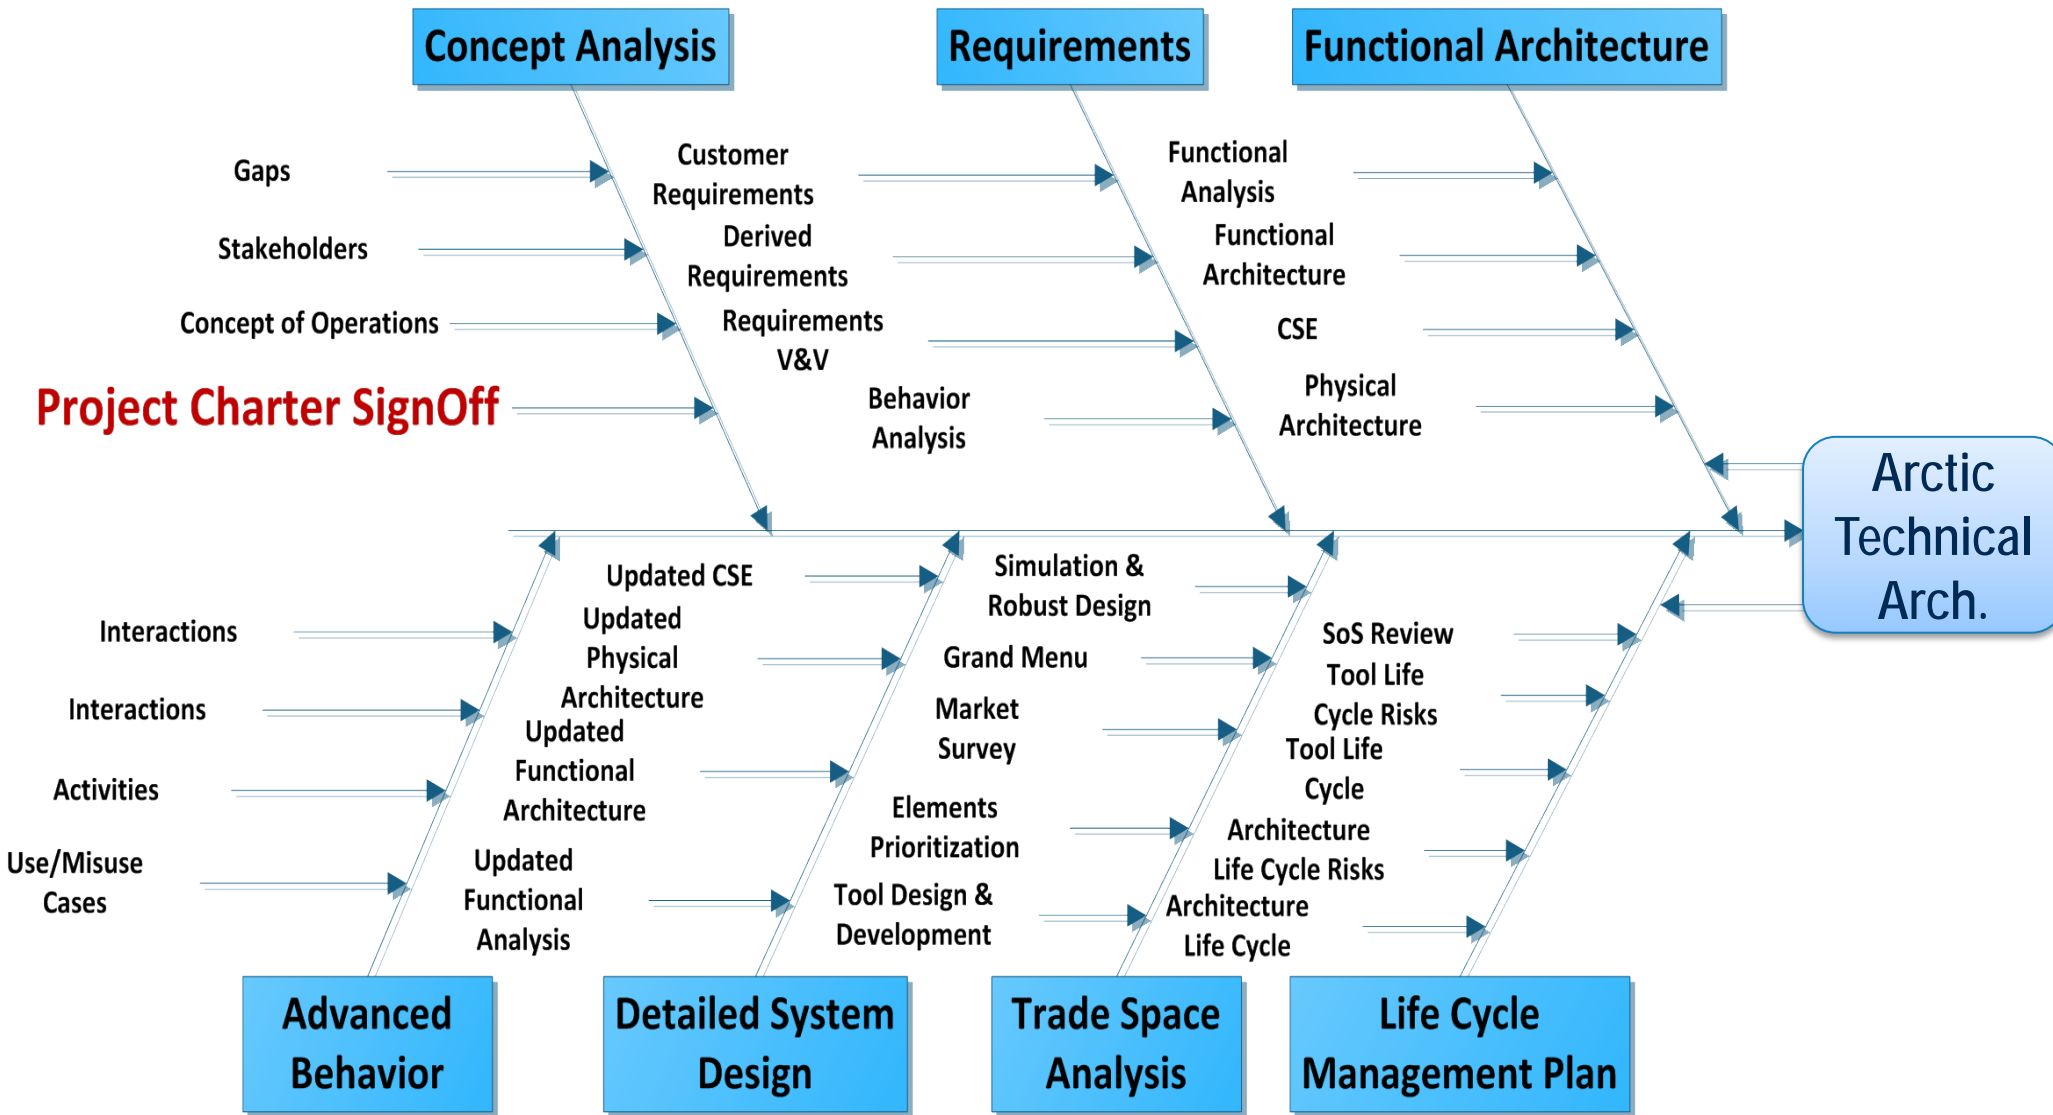 Concept Analysis
Requirements
Functional Architecture
Gaps
Stakeholders
Concept of Operations
Project Charter SignOff
Customer
Requirements
Derived
Requirements
Requirements
V&V
Behavior
Analysis
Functional
Analysis
Functional
Architecture
CSE
Physical
Architecture
Arctic
Technical
Arch.
Interactions
Interactions
Activities
Use/Misuse
Cases
Updated CSE
Updated
Physical
Architecture
Updated
Functional
Architecture
Updated
Functional
Analysis
Simulation &
Robust Design
Grand Menu
Market
Survey
Elements
Prioritization
Tool Design &
Development
SoS Review
Tool Life
Cycle Risks
Tool Life
Cycle
Architecture
Life Cycle Risks
Architecture
Life Cycle
Advanced
Behavior
Detailed System
Design
Trade Space
Analysis
Life Cycle
Management Plan